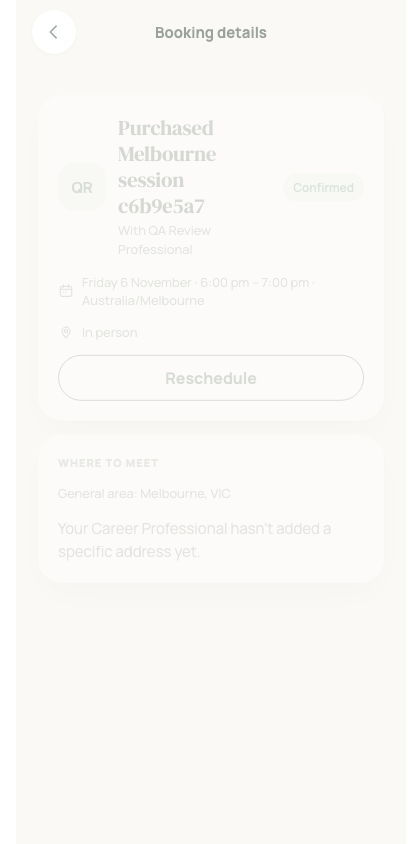 Booking details
Purchased
Melbourne
session
c6b9e5a7
QR
Confirmed
With QA Review
Professional
Friday 6 November · 6:00 pm – 7:00 pm ·
Australia/Melbourne
In person
Reschedule
WHERE TO MEET
General area: Melbourne, VIC
Your Career Professional hasn't added a
specific address yet.